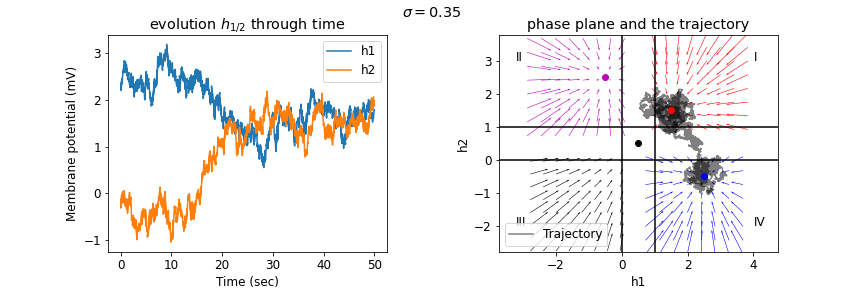 σ = 0.35
evolution h1/2 through time
phase plane and the trajectory
h1
h2
Membrane potential (mV)
3
2
1
0
−1
0
10
20
30
40
50
Time (sec)
II
I
III
IV
Trajectory
h2
3
2
1
0
−1
−2
−2
0
2
4
h1